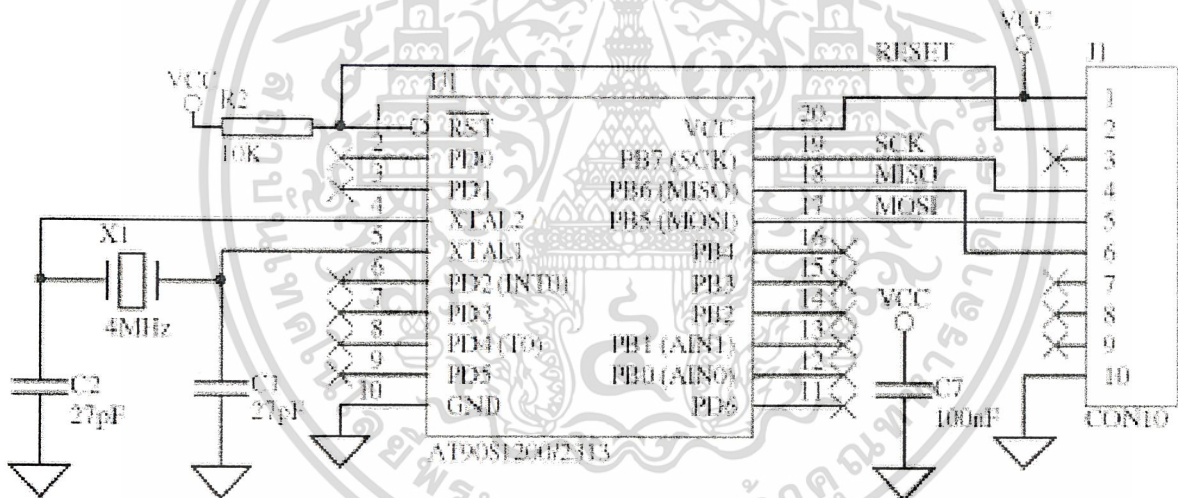 VCC
RESET
J1
VCC
R2
U1
10K
1
RST
VCC
20
1
2
PD0
PB7 (SCK)
19
SCK
2
3
PD1
PB6 (MISO)
18
MISO
3
4
XTAL2
PB5 (MOSI)
17
MOSI
4
X1
5
XTAL1
PB4
16
5
6
PD2 (INT0)
PB3
15
6
4MHz
7
PD3
PB2
14
VCC
7
8
PD4 (T0)
PB1 (AIN1)
13
8
9
PD5
PB0 (AIN0)
12
9
10
GND
PD6
11
10
C2
27pF
C1
27pF
C7
100nF
CON10
AT90S1200/2313